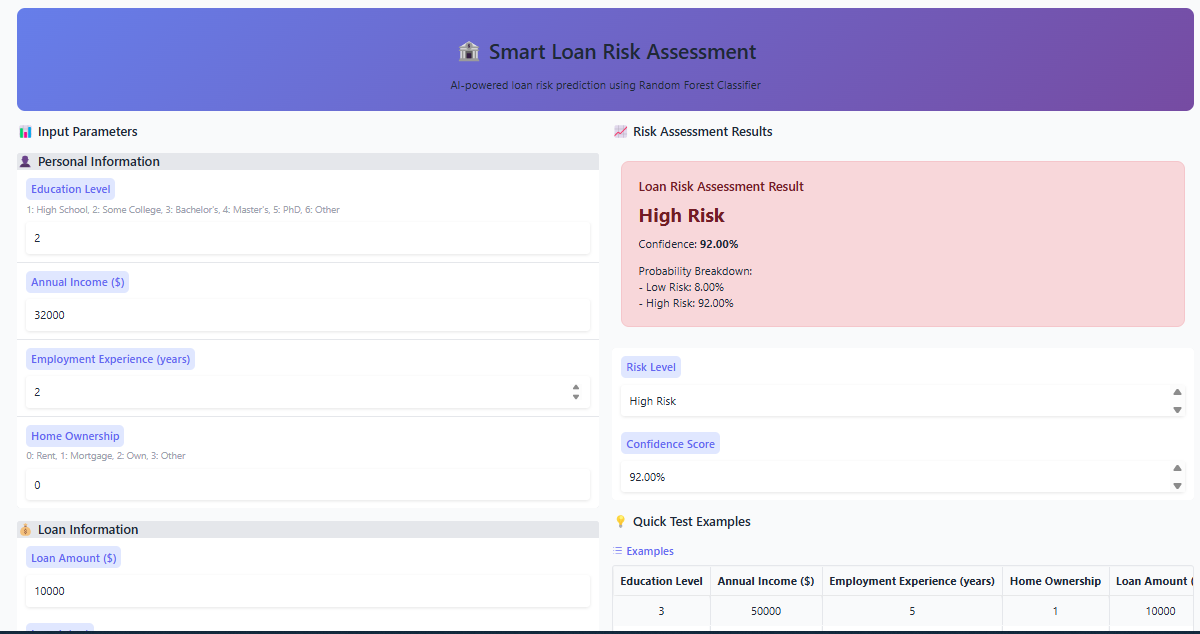 Smart Loan Risk Assessment
AI-powered loan risk prediction using Random Forest Classifier
Input Parameters
Personal Information
Education Level
1: High School, 2: Some College, 3: Bachelor's, 4: Master's, 5: PhD, 6: Other
2
Annual Income ($)
32000
Employment Experience (years)
2
Home Ownership
0: Rent, 1: Mortgage, 2: Own, 3: Other
0
Loan Information
Loan Amount ($)
10000
Risk Assessment Results
Loan Risk Assessment Result
High Risk
Confidence: 92.00%
Probability Breakdown:
- Low Risk: 8.00%
- High Risk: 92.00%
Risk Level
High Risk
Confidence Score
92.00%
Quick Test Examples
Examples
Education Level Annual Income ($) Employment Experience (years) Home Ownership Loan Amount (
3 50000 5 1 10000